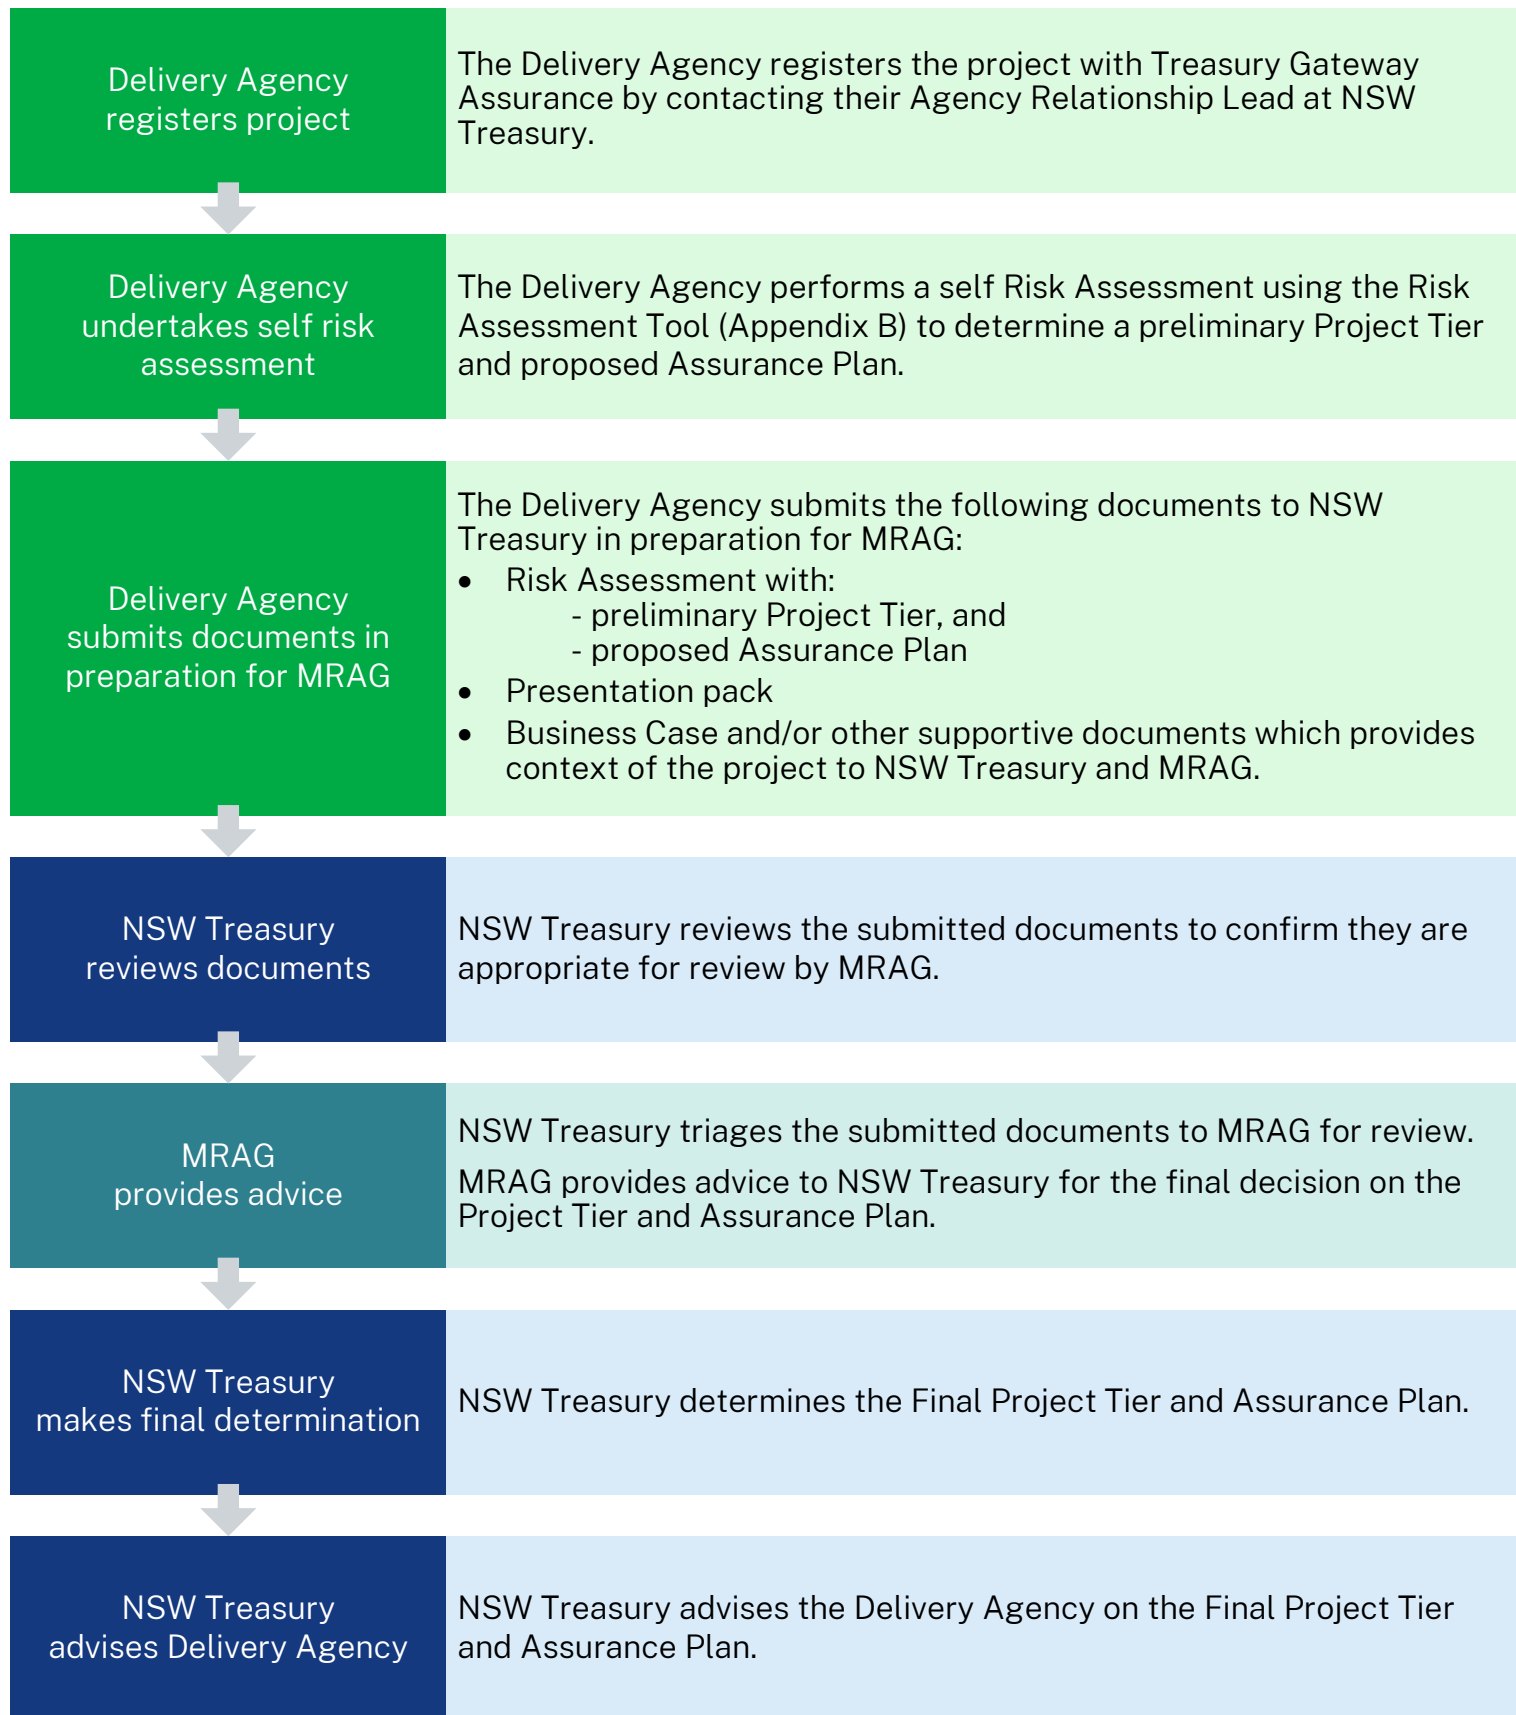 Delivery Agency
registers project
The Delivery Agency registers the project with Treasury Gateway
Assurance by contacting their Agency Relationship Lead at NSW
Treasury.
Delivery Agency
undertakes self risk
assessment
The Delivery Agency performs a self Risk Assessment using the Risk
Assessment Tool (Appendix B) to determine a preliminary Project Tier
and proposed Assurance Plan.
Delivery Agency
submits documents in
preparation for MRAG
The Delivery Agency submits the following documents to NSW
Treasury in preparation for MRAG:
• Risk Assessment with:
- preliminary Project Tier, and
- proposed Assurance Plan
• Presentation pack
• Business Case and/or other supportive documents which provides
context of the project to NSW Treasury and MRAG.
NSW Treasury
reviews documents
NSW Treasury reviews the submitted documents to confirm they are
appropriate for review by MRAG.
MRAG
provides advice
NSW Treasury triages the submitted documents to MRAG for review.
MRAG provides advice to NSW Treasury for the final decision on the
Project Tier and Assurance Plan.
NSW Treasury
makes final determination
NSW Treasury determines the Final Project Tier and Assurance Plan.
NSW Treasury
advises Delivery Agency
NSW Treasury advises the Delivery Agency on the Final Project Tier
and Assurance Plan.